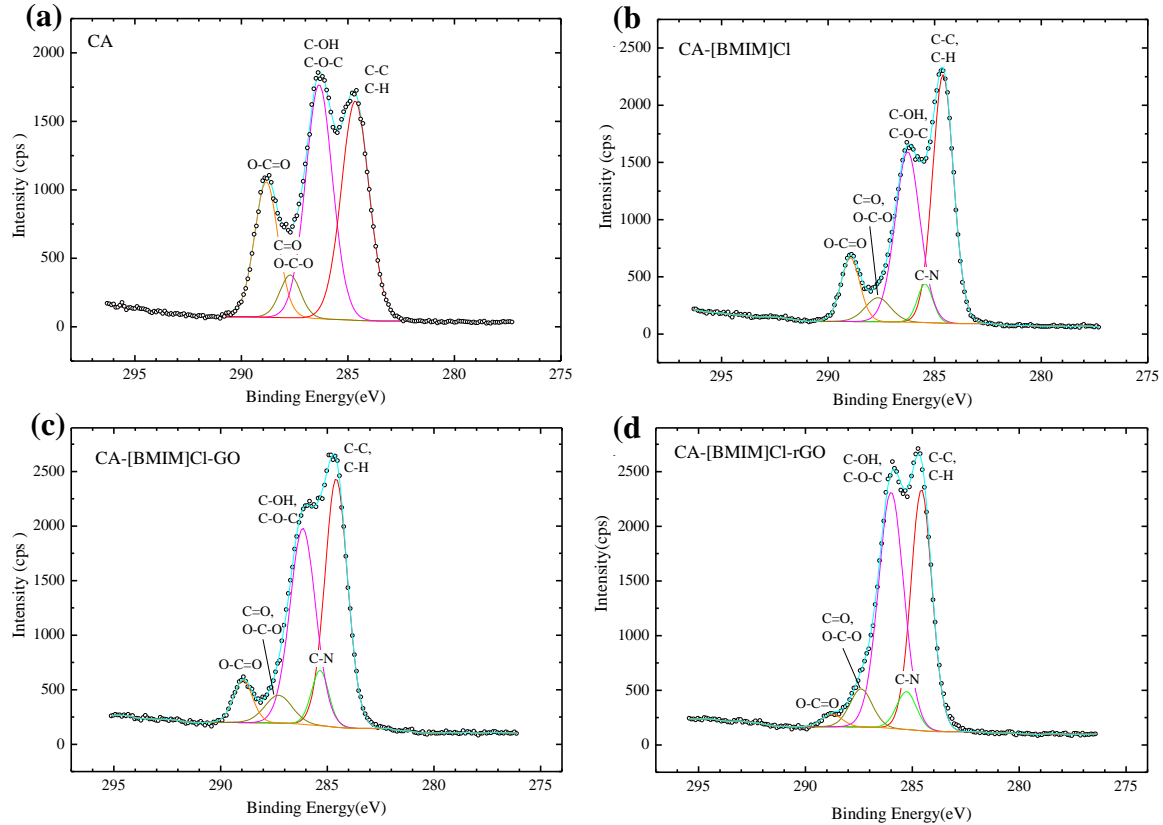 (a)
CA
C-OH
C-O-C
C-C
C-H
O-C=O
C=O
O-C-O
2000
1500
1000
500
0
295
290
285
280
275
Intensity (cps )
Binding Energy(eV)
(b)
CA-[BMIM]Cl
C-C,
C-H
C-OH,
C-O-C
C=O,
O-C-O
O-C=O
C-N
2500
2000
1500
1000
500
0
295
290
285
280
275
Intensity (cps )
Binding Energy(eV)
(c)
CA-[BMIM]Cl-GO
C-C,
C-H
C-OH,
C-O-C
C=O,
O-C-O
O-C=O
C-N
2500
2000
1500
1000
500
0
295
290
285
280
275
Intensity (cps )
Binding Energy(eV)
(d)
CA-[BMIM]Cl-rGO
C-OH,
C-O-C
C-C,
C-H
C=O,
O-C-O
O-C=O
C-N
2500
2000
1500
1000
500
0
295
290
285
280
275
Intensity(cps)
Binding Energy(eV)